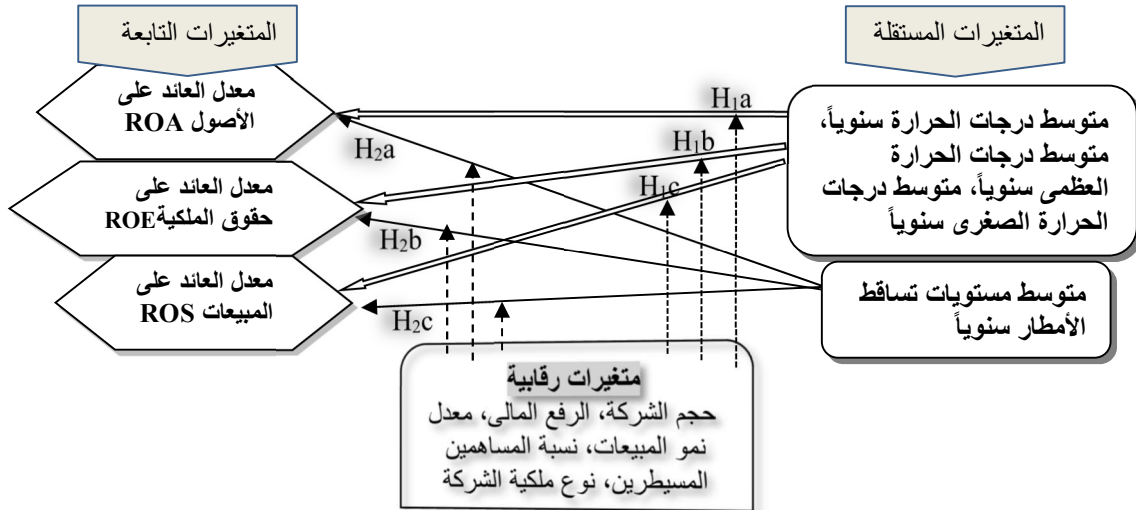 المتغيرات المستقلة
المتغيرات التابعة
متوسط درجات الحرارة سنوياً،
متوسط درجات الحرارة
العظمى سنوياً، متوسط درجات
الحرارة الصغرى سنوياً
متوسط مستويات تساقط
الأمطار سنوياً
H1a
H1b
H1c
H2a
H2b
H2c
معدل العائد على
الأصول ROA
معدل العائد على
حقوق الملكيةROE
معدل العائد على
المبيعات ROS
متغيرات رقابية
حجم الشركة، الرفع المالى، معدل
نمو المبيعات، نسبة المساهمين
المسيطرين، نوع ملكية الشركة